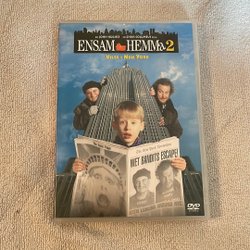 ENSAM HEMMA 2
VILSE I NEW YORK
WET BANDITS ESCAPE!
DVD